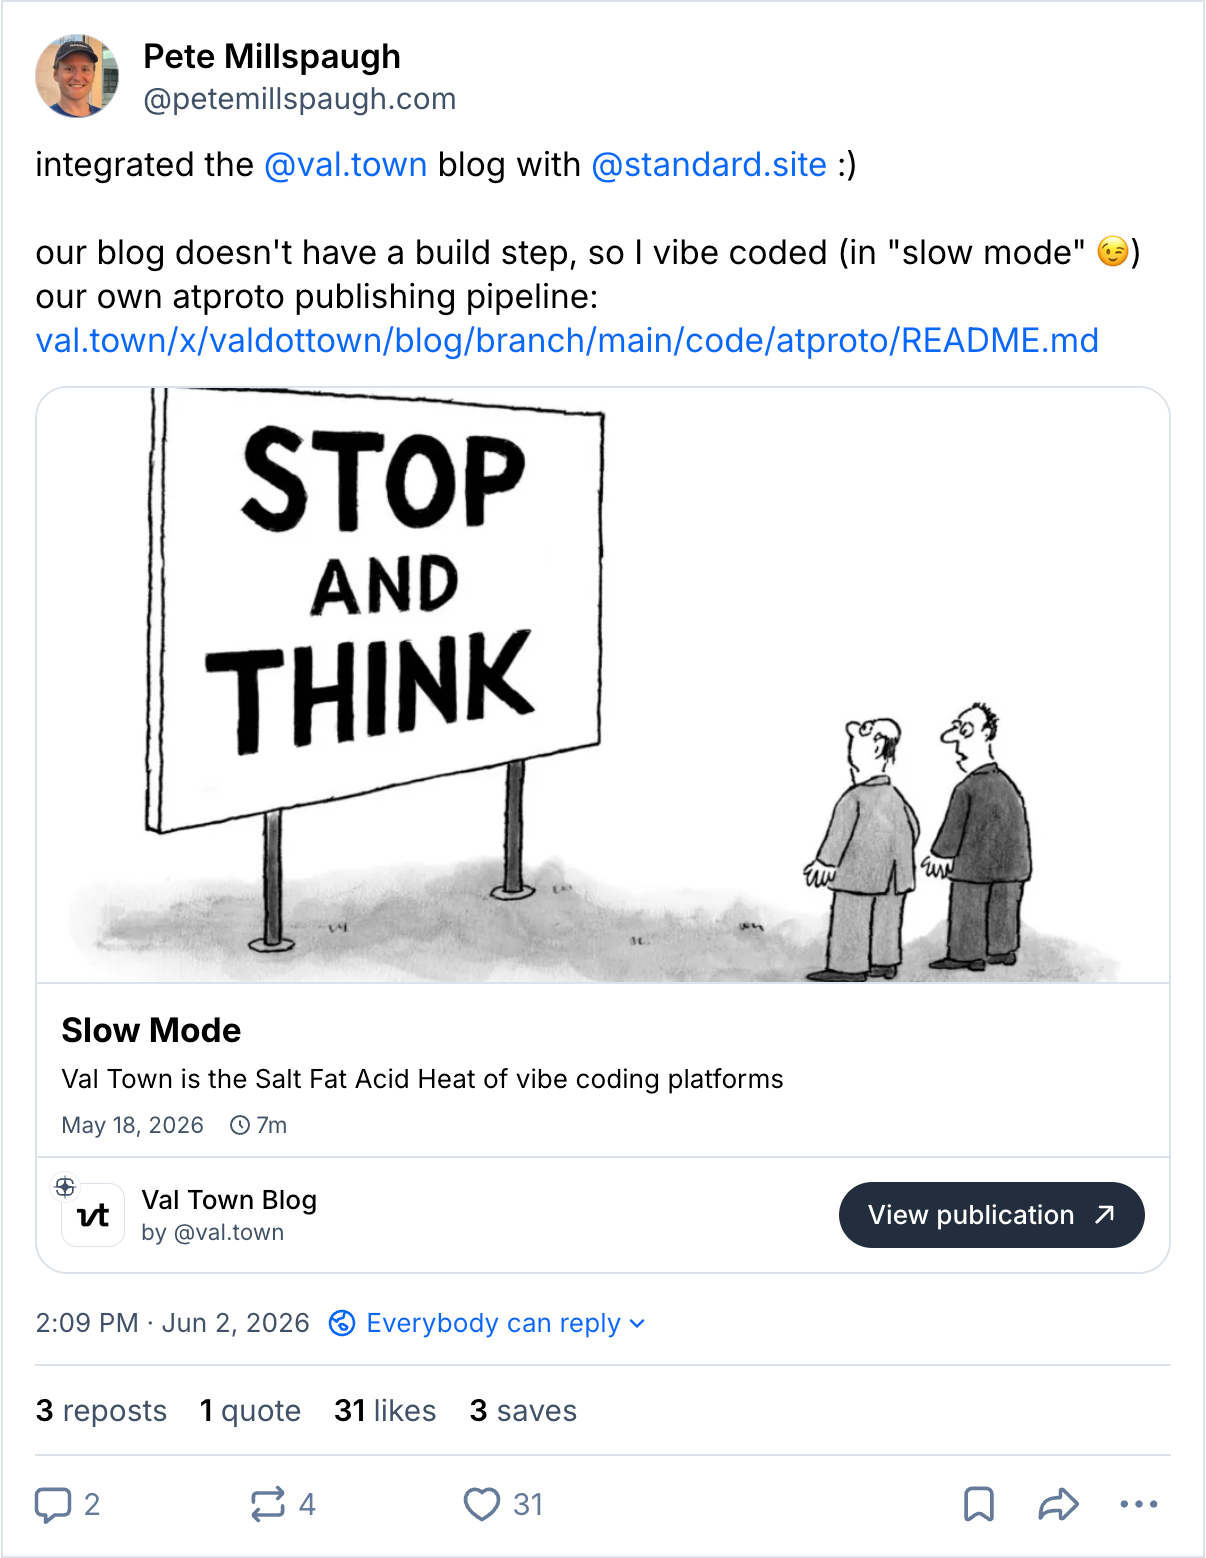 Pete Millspaugh
@petemillspaugh.com
integrated the @val.town blog with @standard.site :)
our blog doesn't have a build step, so I vibe coded (in "slow mode" 😉)
our own atproto publishing pipeline:
val.town/x/valdottown/blog/branch/main/code/atproto/README.md
STOP
AND
THINK
Slow Mode
Val Town is the Salt Fat Acid Heat of vibe coding platforms
May 18, 2026 7m
vt
Val Town Blog
by @val.town
View publication
2:09 PM · Jun 2, 2026 Everybody can reply
3 reposts 1 quote 31 likes 3 saves
2 4 31